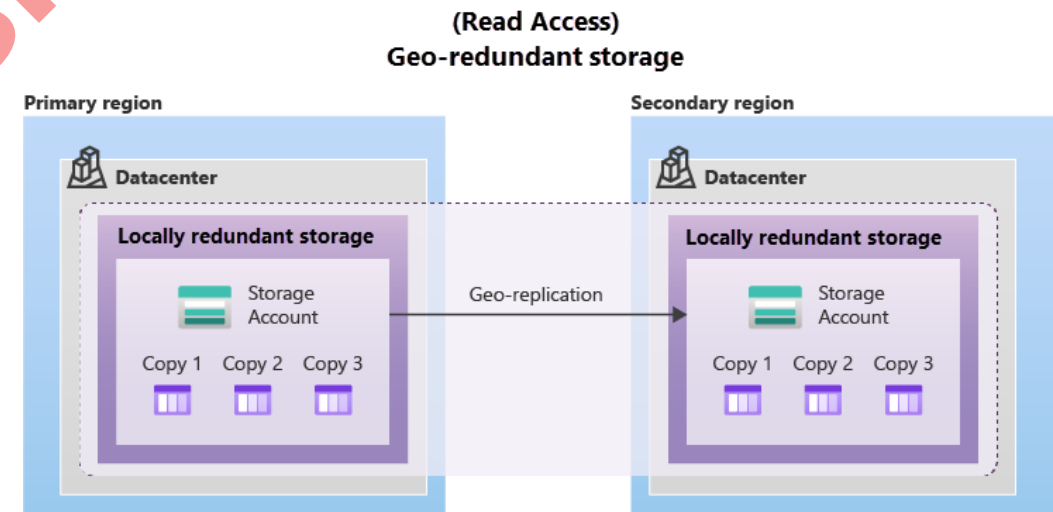 (Read Access)
Geo-redundant storage
Primary region
Secondary region
Datacenter
Datacenter
Locally redundant storage
Locally redundant storage
Storage
Account
Geo-replication
Storage
Account
Copy 1 Copy 2 Copy 3
Copy 1 Copy 2 Copy 3